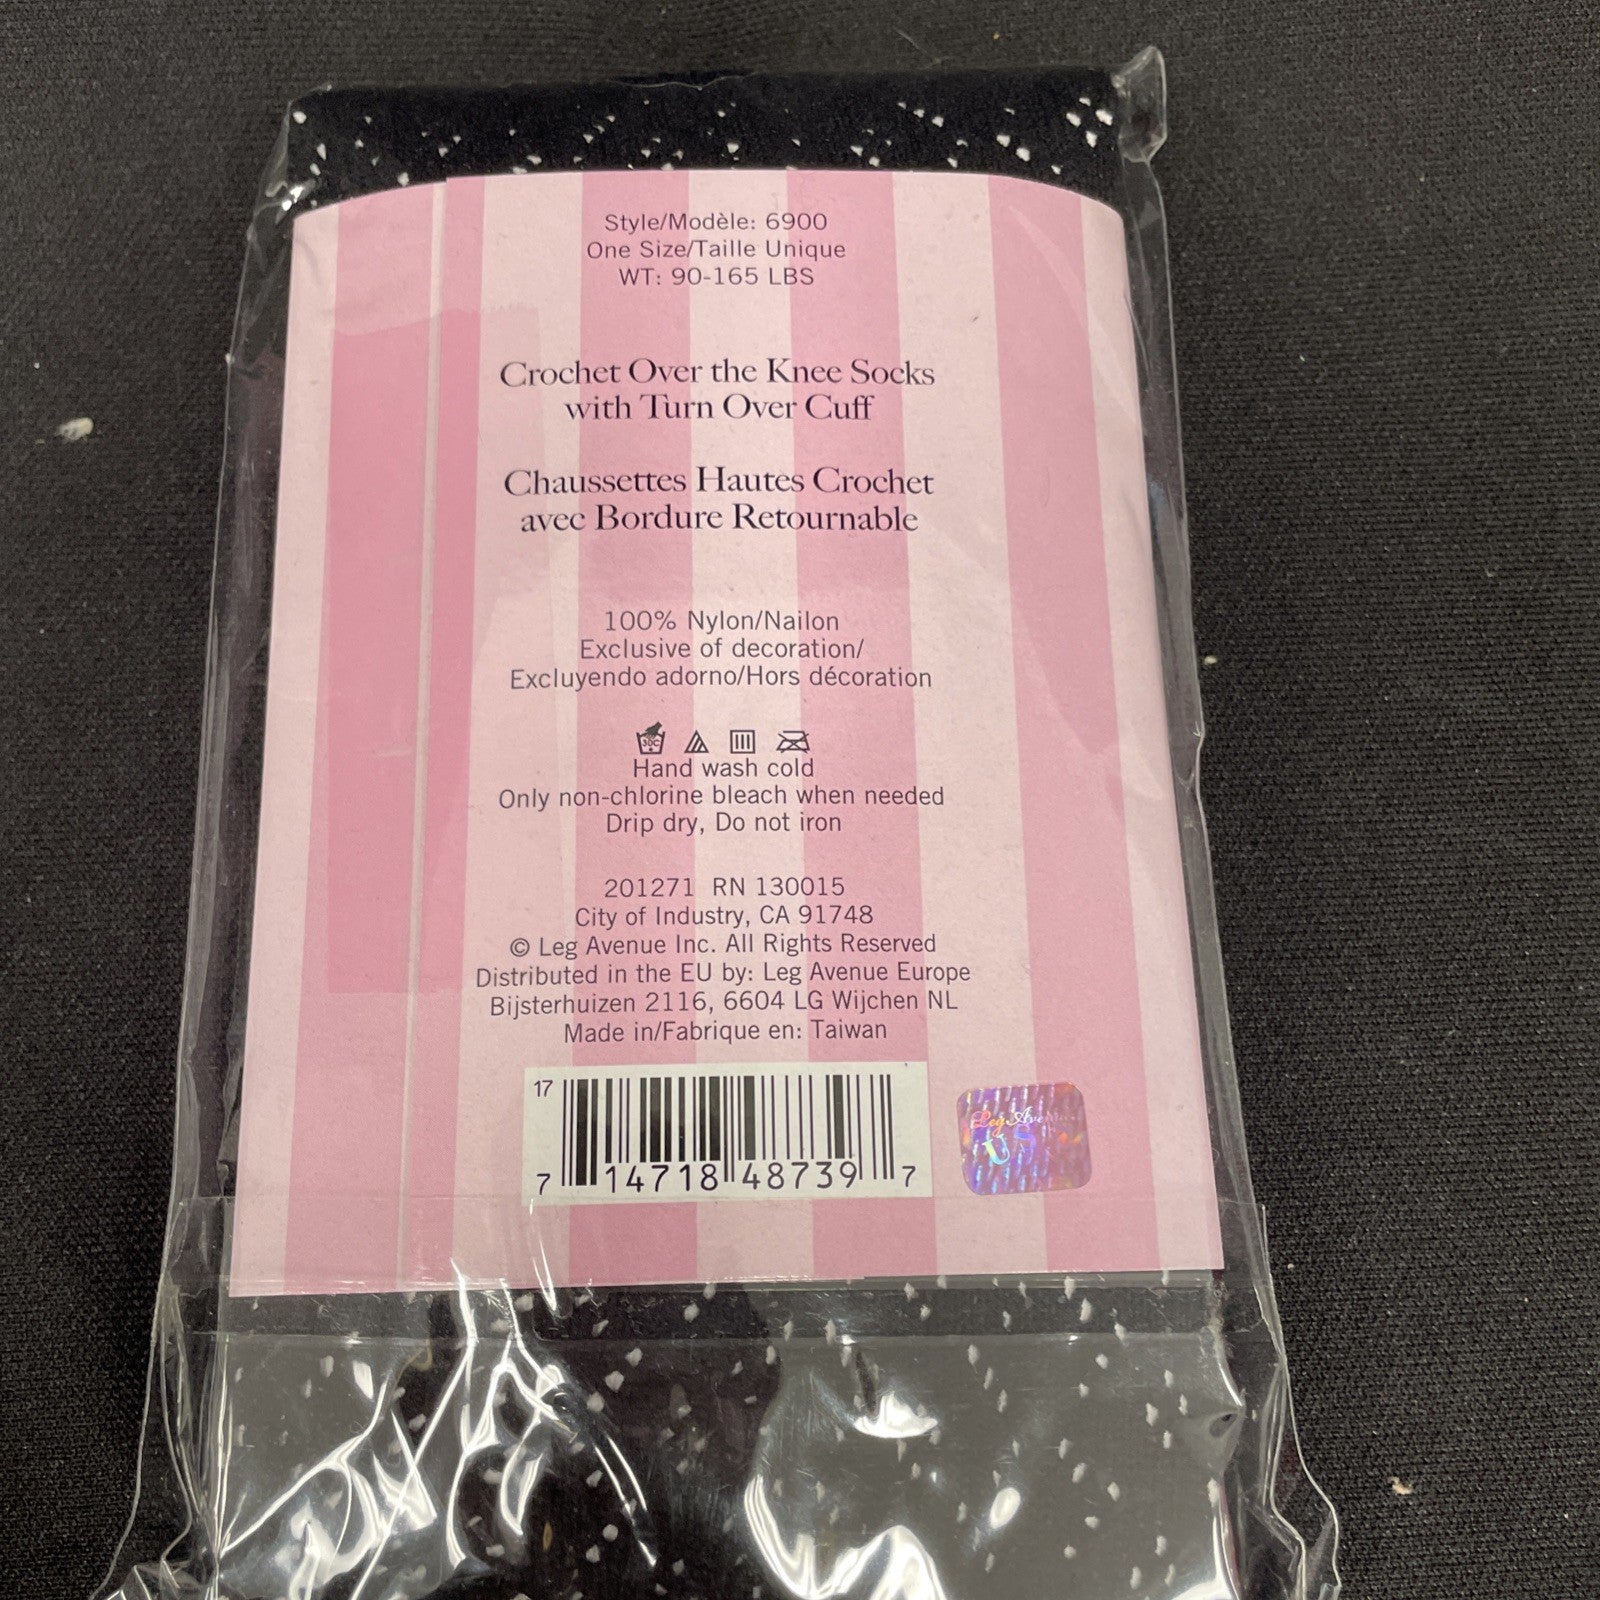 Style/Modèle: 6900
One Size/Taille Unique
WT: 90-165 LBS
Crochet Over the Knee Socks
with Turn Over Cuff
Chaussettes Hautes Crochet
avec Bordure Retournable
100% Nylon/Nailon
Exclusive of decoration/
Excluyendo adorno/Hors décoration
30C
Hand wash cold
Only non-chlorine bleach when needed
Drip dry, Do not iron
201271 RN 130015
City of Industry, CA 91748
© Leg Avenue Inc. All Rights Reserved
Distributed in the EU by: Leg Avenue Europe
Bijsterhuizen 2116, 6604 LG Wijchen NL
Made in/Fabrique en: Taiwan
17
7 14718 48739 7
Leg Avenue
US